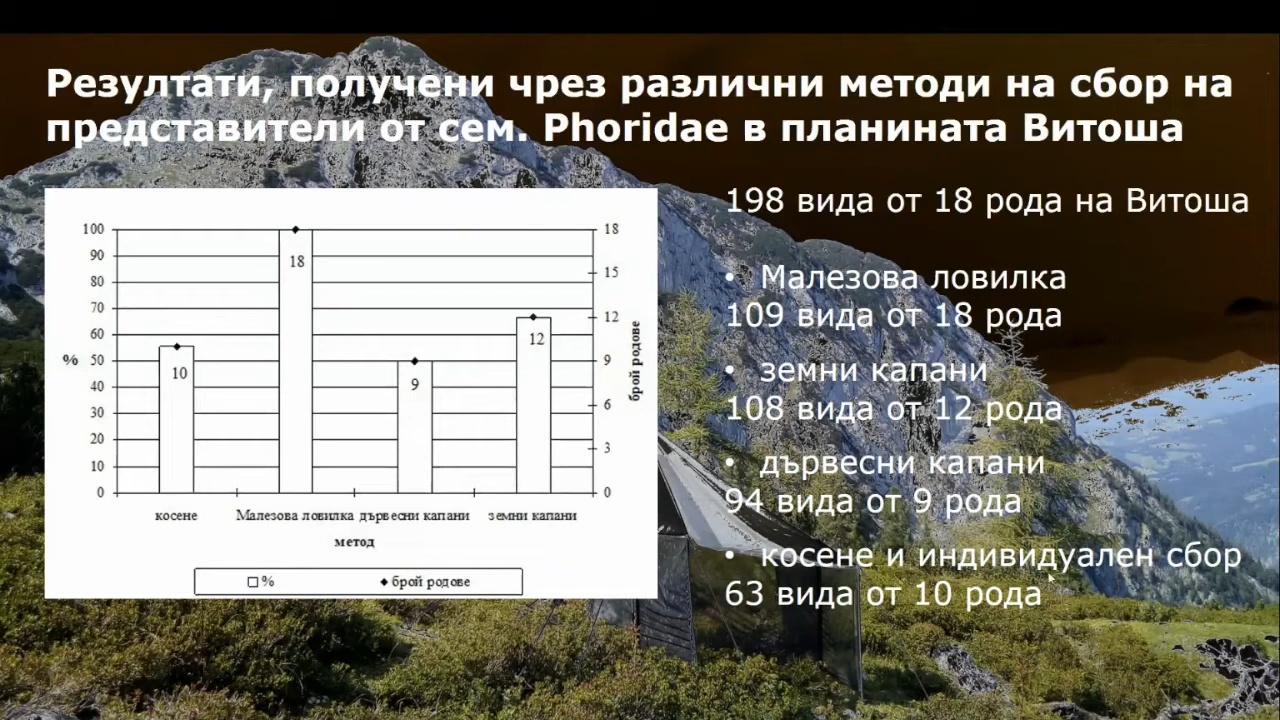 Резултати, получени чрез различни методи на сбор на
представители от сем. Phoridae в планината Витоша
100
90
80
70
60
50
40
30
20
10
0
%
18
15
12
9
6
3
0
брой родове
10
18
9
12
косене
Малезова ловилка
дървесни капани
земни капани
метод
%
брой родове
198 вида от 18 рода на Витоша
• Малезова ловилка
109 вида от 18 рода
• земни капани
108 вида от 12 рода
• дървесни капани
94 вида от 9 рода
• косене и индивидуален сбор
63 вида от 10 рода